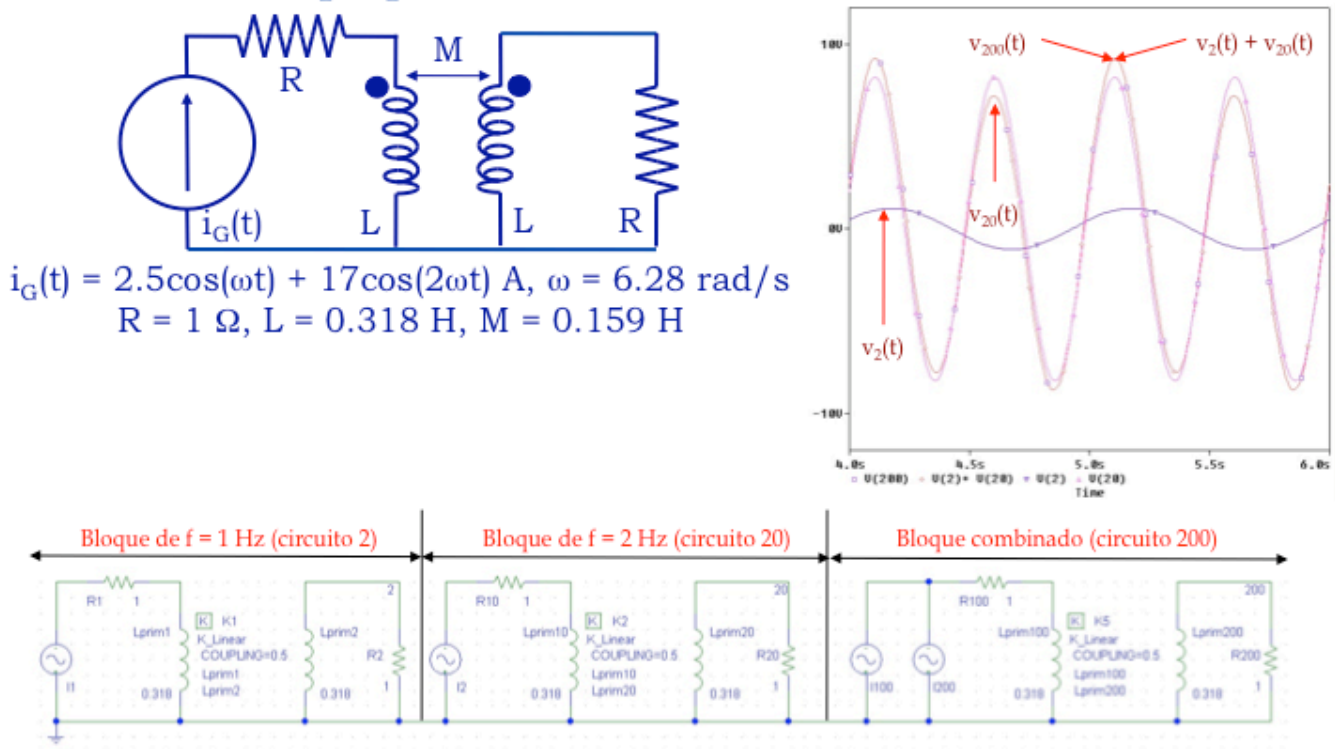 R
M
i_G(t)
L
L
R
i_G(t) = 2.5cos(ωt) + 17cos(2ωt) A, ω = 6.28 rad/s
R = 1 Ω, L = 0.318 H, M = 0.159 H
10V
v_200(t)
v_2(t) + v_20(t)
0V
v_20(t)
v_2(t)
-10V
4.0s 4.5s 5.0s 5.5s 6.0s
V(200) V(2)+ V(20) V(2) V(20)
Time
Bloque de f = 1 Hz (circuito 2)
Bloque de f = 2 Hz (circuito 20)
Bloque combinado (circuito 200)
R1 1
2
Lprim1
K K1
K_Linear
COUPLING=0.5
Lprim1
Lprim2
Lprim2
R2
1
I1
0.318
0.318
R10 1
20
Lprim10
K K2
K_Linear
COUPLING=0.5
Lprim10
Lprim20
Lprim20
R20
1
I2
0.318
0.318
R100 1
200
Lprim100
K K5
K_Linear
COUPLING=0.5
Lprim100
Lprim200
Lprim200
R200
1
I100
I200
0.318
0.318